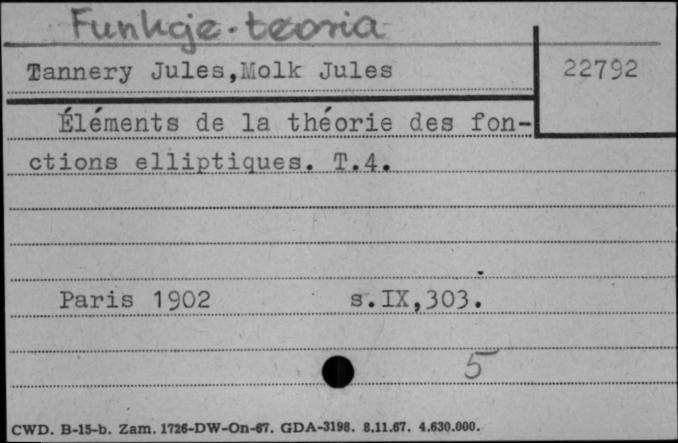 Funkcje - teoria
Tannery Jules,Molk Jules
22792
Éléments de la théorie des fon-
ctions elliptiques. T.4.
Paris 1902 s.IX,303.
5
CWD. B-15-b. Zam. 1726-DW-On-67. GDA-3198. 8.11.67. 4.630.000.